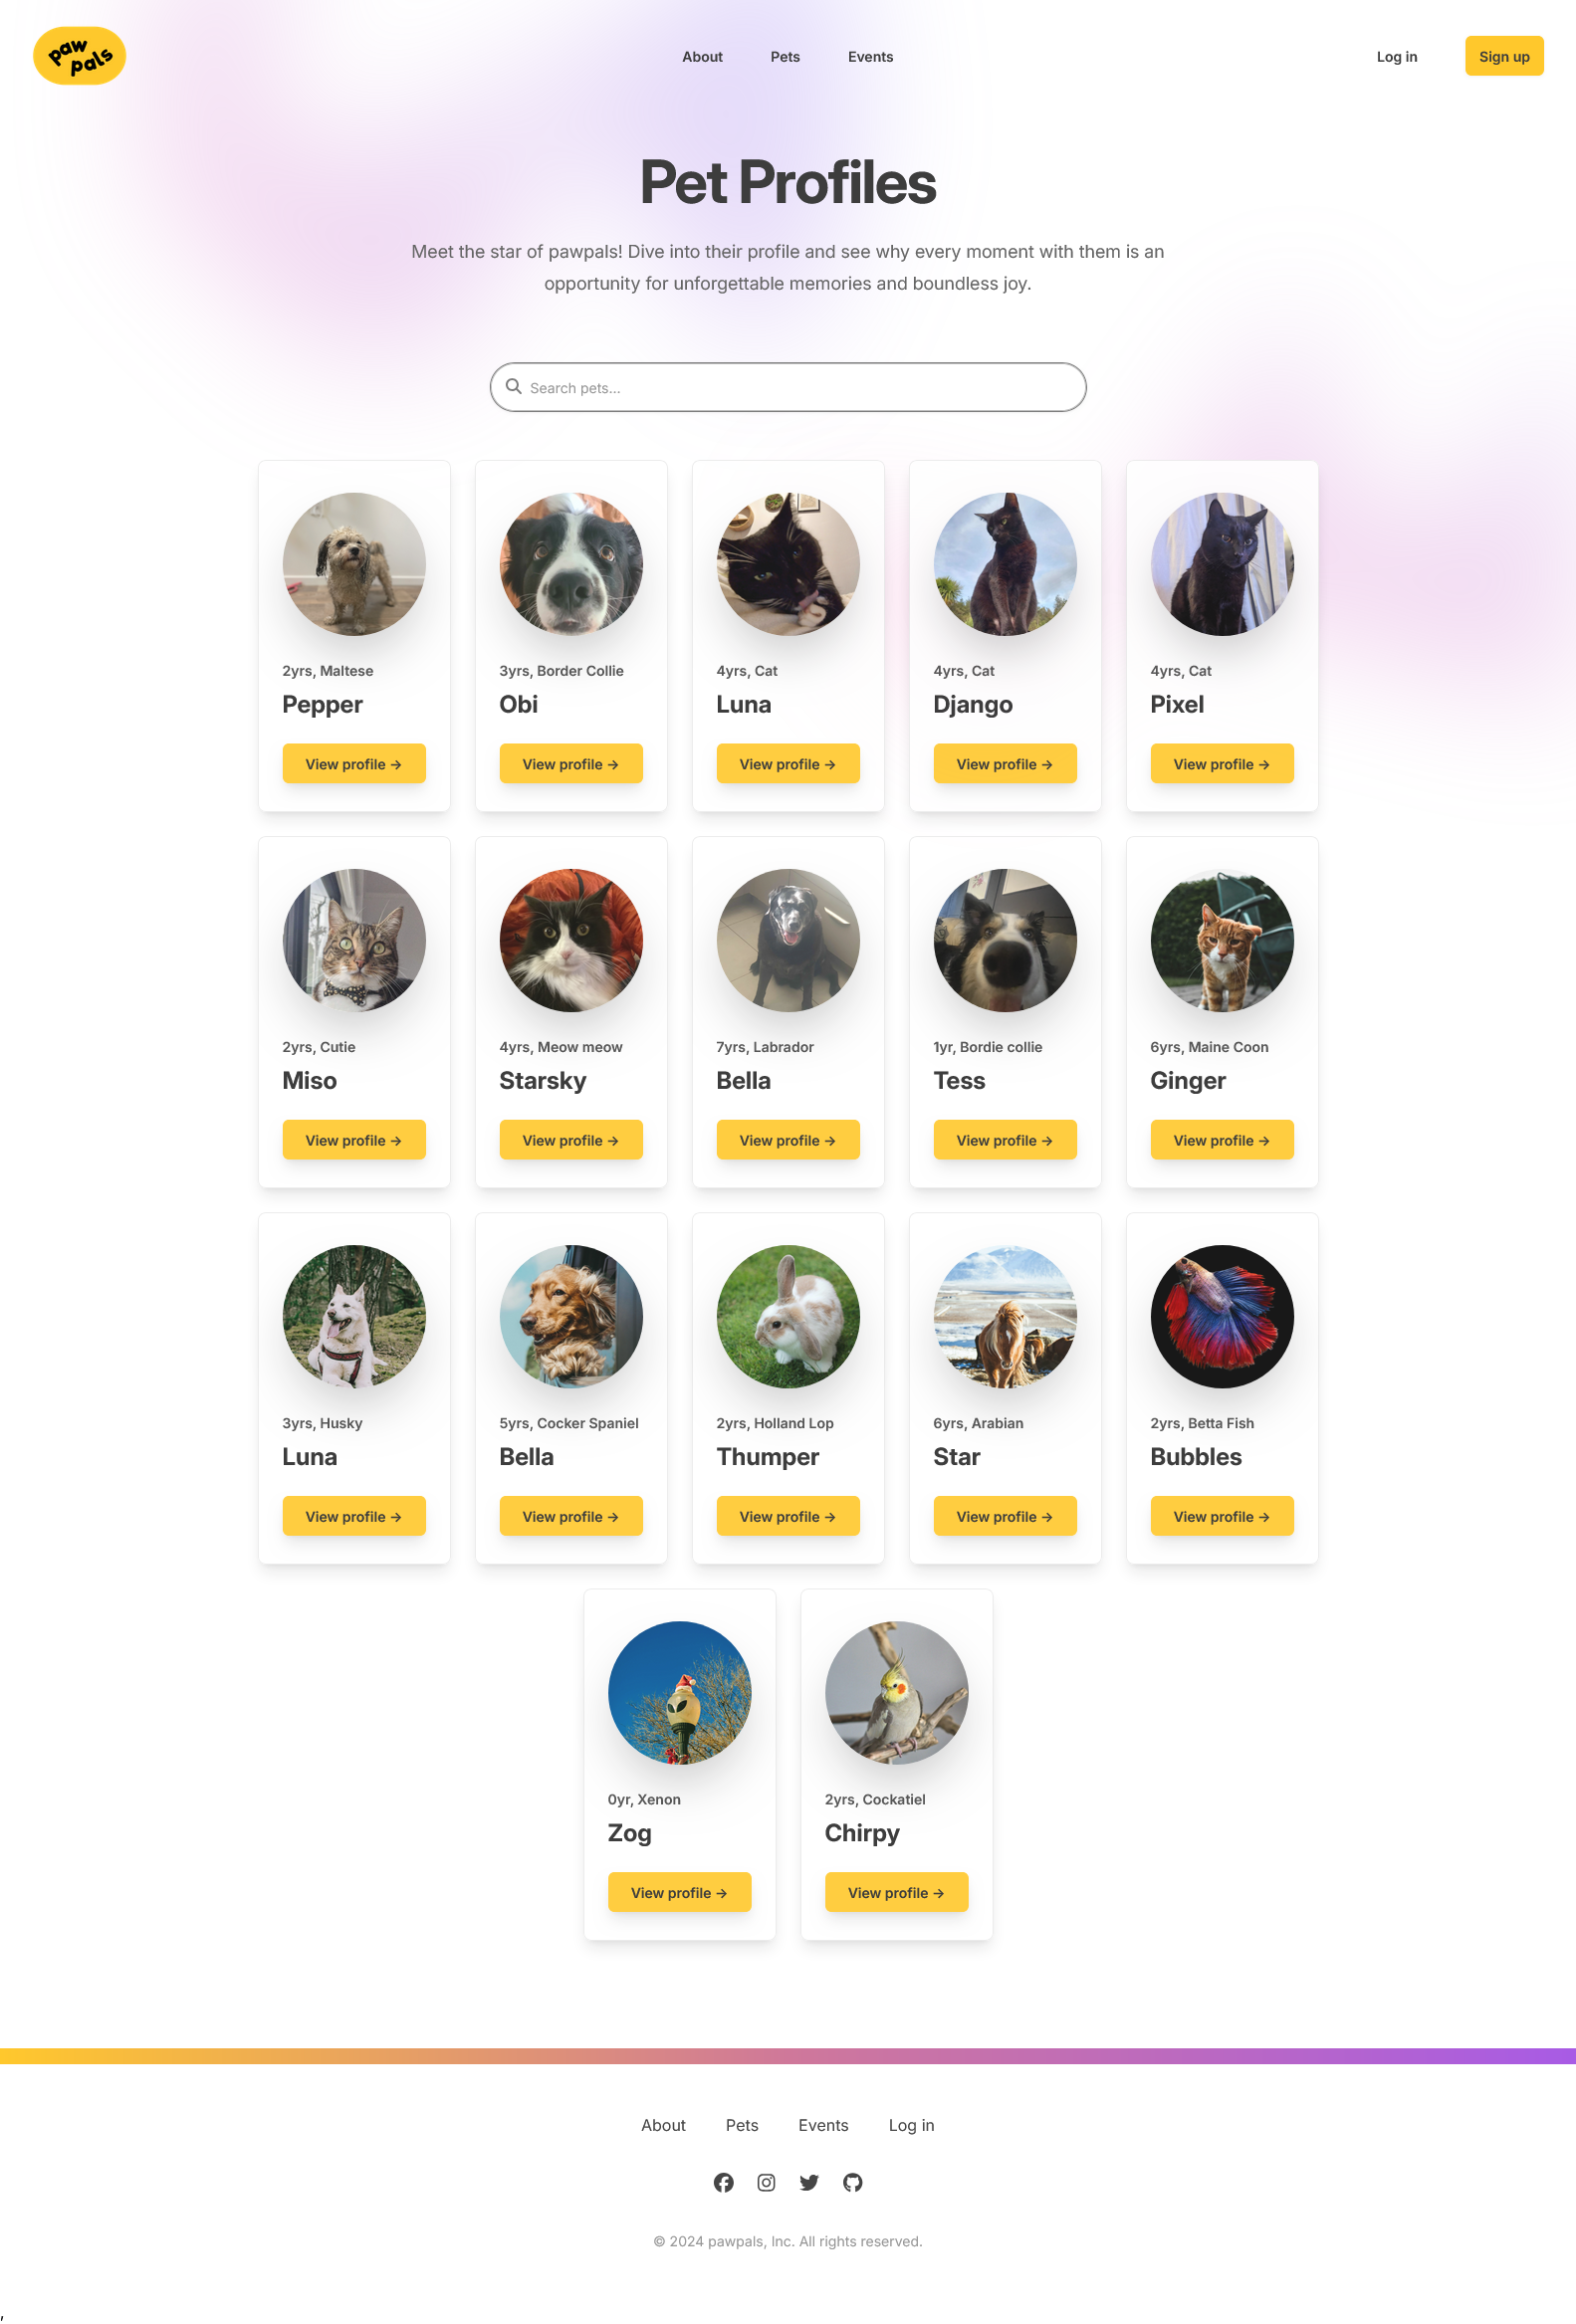 paw
pals
About Pets Events
Log in Sign up
Pet Profiles
Meet the star of pawpals! Dive into their profile and see why every moment with them is an
opportunity for unforgettable memories and boundless joy.
Search pets...
2yrs, Maltese
Pepper
View profile →
3yrs, Border Collie
Obi
View profile →
4yrs, Cat
Luna
View profile →
4yrs, Cat
Django
View profile →
4yrs, Cat
Pixel
View profile →
2yrs, Cutie
Miso
View profile →
4yrs, Meow meow
Starsky
View profile →
7yrs, Labrador
Bella
View profile →
1yr, Bordie collie
Tess
View profile →
6yrs, Maine Coon
Ginger
View profile →
3yrs, Husky
Luna
View profile →
5yrs, Cocker Spaniel
Bella
View profile →
2yrs, Holland Lop
Thumper
View profile →
6yrs, Arabian
Star
View profile →
2yrs, Betta Fish
Bubbles
View profile →
0yr, Xenon
Zog
View profile →
2yrs, Cockatiel
Chirpy
View profile →
About Pets Events Log in
© 2024 pawpals, Inc. All rights reserved.
,